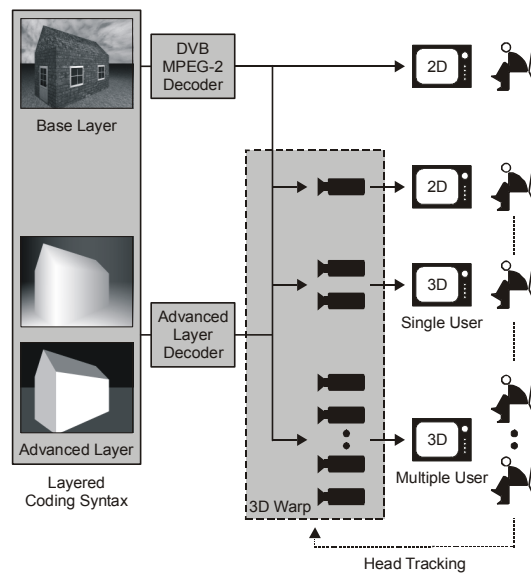 DVB
MPEG-2
Decoder
2D
Base Layer
2D
3D
Advanced
Layer
Decoder
Single User
3D
Advanced Layer
Multiple User
Layered
Coding Syntax
3D Warp
Head Tracking